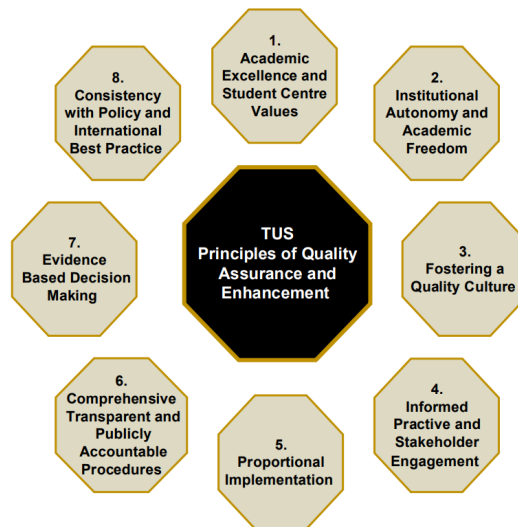 1.
Academic
Excellence and
Student Centre
Values
2.
Institutional
Autonomy and
Academic
Freedom
3.
Fostering a
Quality Culture
4.
Informed
Practive and
Stakeholder
Engagement
5.
Proportional
Implementation
6.
Comprehensive
Transparent and
Publicly
Accountable
Procedures
7.
Evidence
Based Decision
Making
8.
Consistency
with Policy and
International
Best Practice
TUS
Principles of Quality
Assurance and
Enhancement